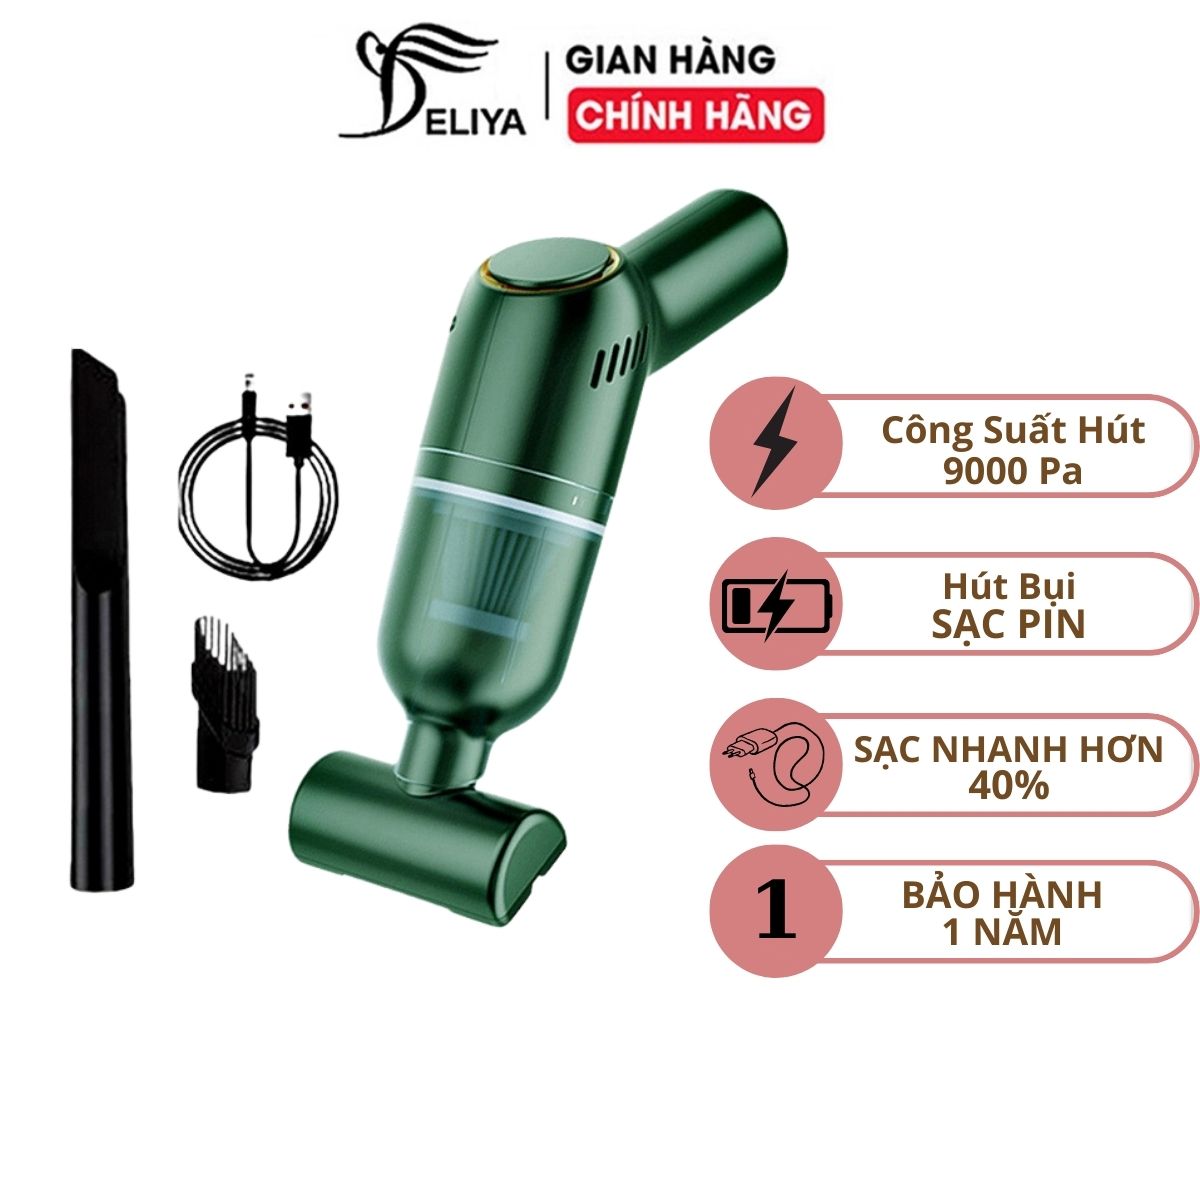 DELIYA
GIAN HÀNG
CHÍNH HÃNG
Công Suất Hút
9000 Pa
Hút Bụi
SẠC PIN
SẠC NHANH HƠN
40%
1
BẢO HÀNH
1 NĂM